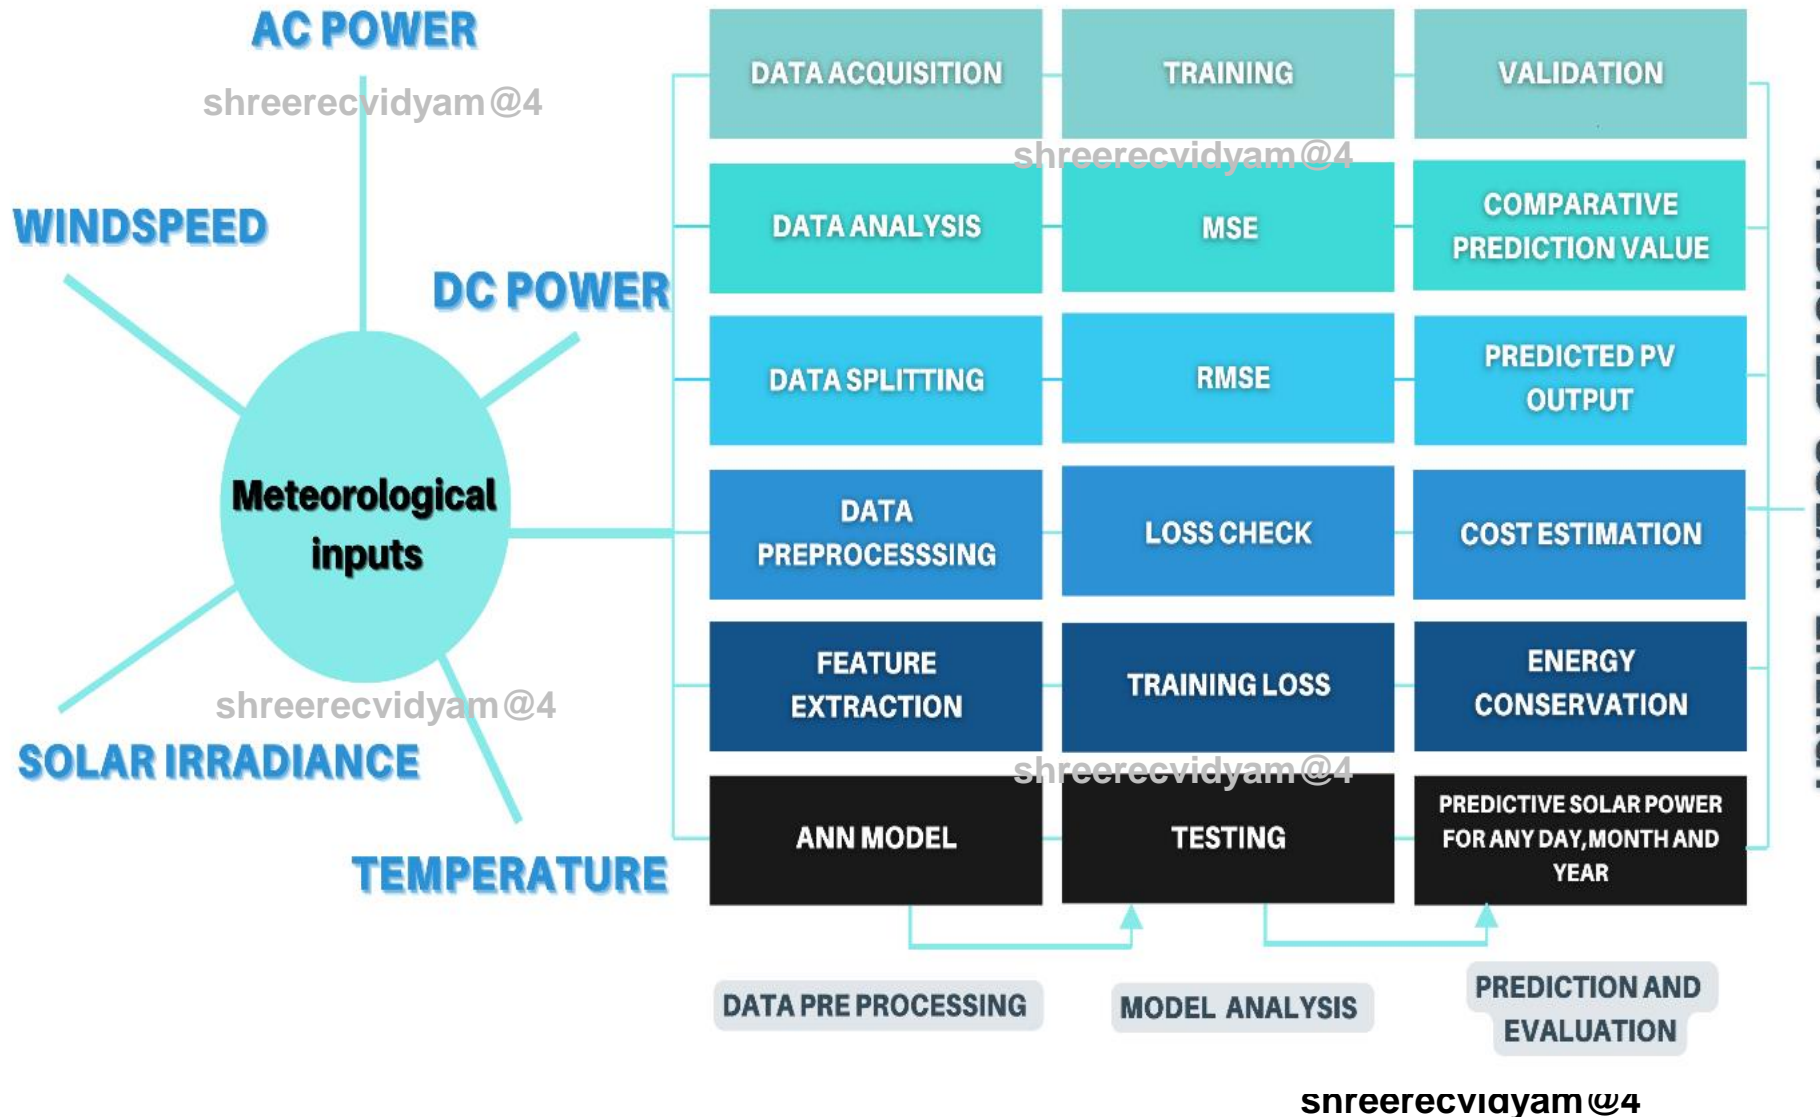 AC POWER
shreerecvidyam@4
WINDSPEED
DC POWER
Meteorological
inputs
shreerecvidyam@4
SOLAR IRRADIANCE
TEMPERATURE
DATA ACQUISITION
TRAINING
VALIDATION
shreerecvidyam@4
DATA ANALYSIS
MSE
COMPARATIVE
PREDICTION VALUE
DATA SPLITTING
RMSE
PREDICTED PV
OUTPUT
DATA
PREPROCESSSING
LOSS CHECK
COST ESTIMATION
FEATURE
EXTRACTION
TRAINING LOSS
ENERGY
CONSERVATION
shreerecvidyam@4
ANN MODEL
TESTING
PREDICTIVE SOLAR POWER
FOR ANY DAY,MONTH AND
YEAR
DATA PRE PROCESSING
MODEL ANALYSIS
PREDICTION AND
EVALUATION
shreerecvidyam@4